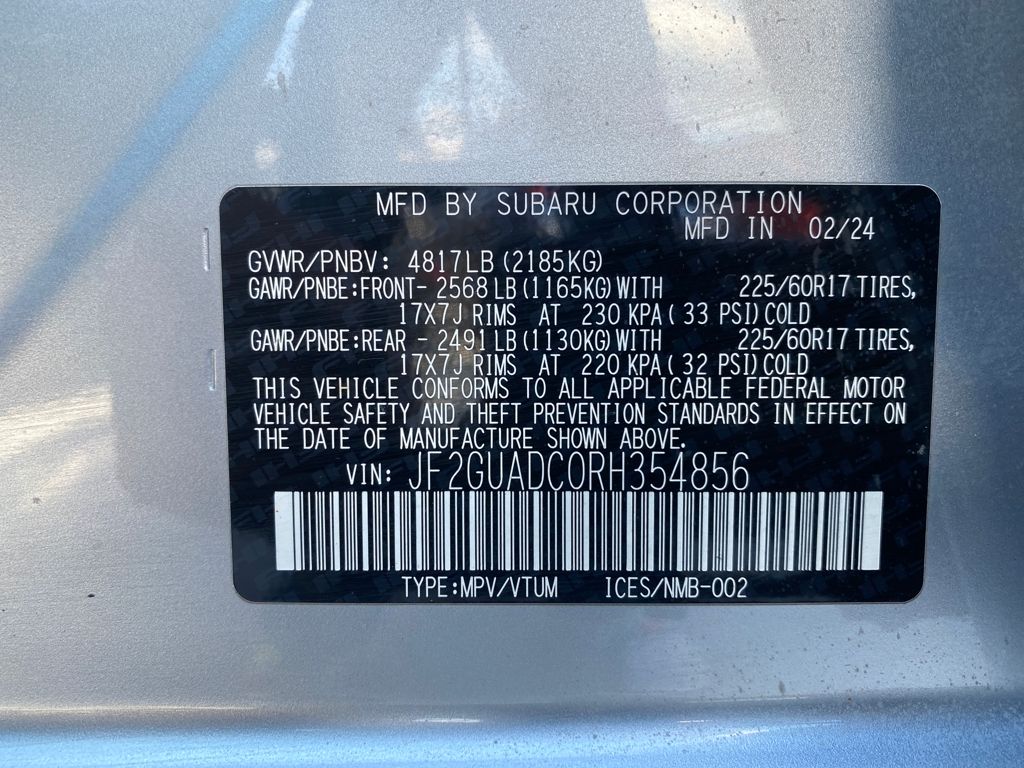 MFD BY SUBARU CORPORATION
MFD IN 02/24
GVWR/PNBV: 4817LB (2185KG)
GAWR/PNBE:FRONT- 2568 LB (1165KG) WITH 225/60R17 TIRES,
17X7J RIMS AT 230 KPA ( 33 PSI) COLD
GAWR/PNBE:REAR - 2491 LB (1130KG) WITH 225/60R17 TIRES,
17X7J RIMS AT 220 KPA ( 32 PSI) COLD
THIS VEHICLE CONFORMS TO ALL APPLICABLE FEDERAL MOTOR
VEHICLE SAFETY AND THEFT PREVENTION STANDARDS IN EFFECT ON
THE DATE OF MANUFACTURE SHOWN ABOVE.
VIN: JF2GUADC0RH354856
TYPE:MPV/VTUM ICES/NMB-002